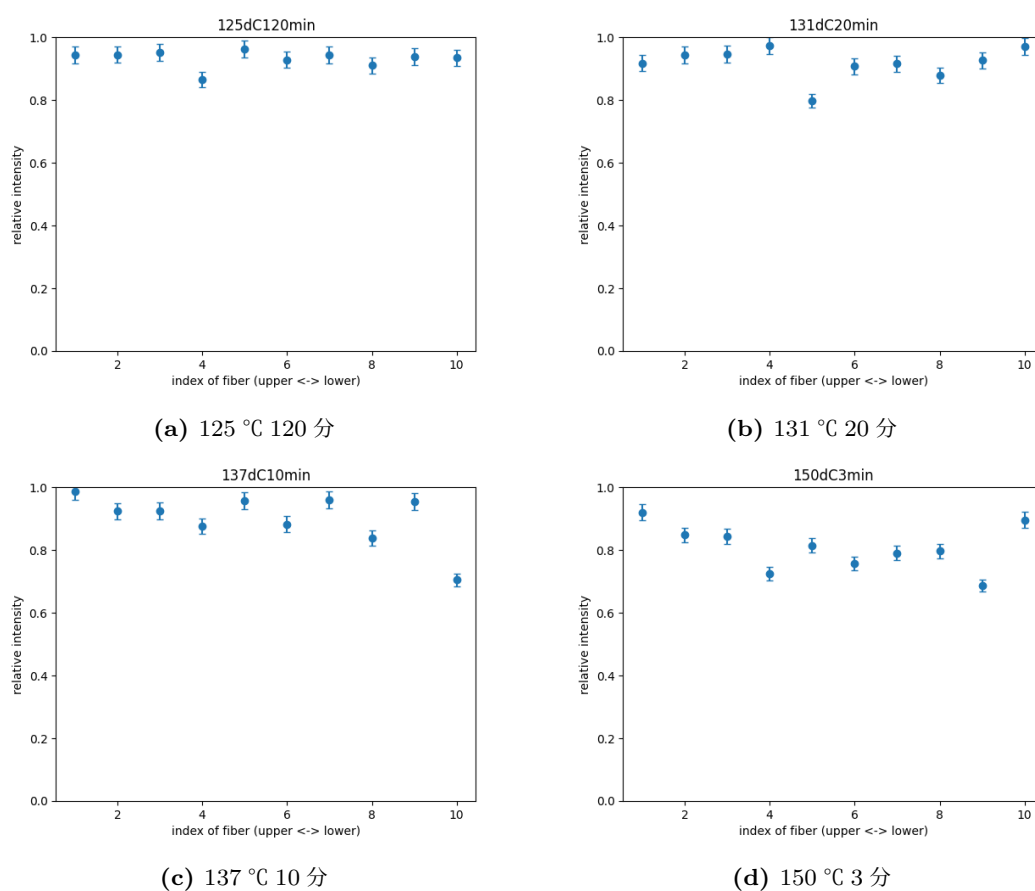 125dC120min
1.0
0.8
0.6
0.4
0.2
0.0
relative intensity
2 4 6 8 10
index of fiber (upper <-> lower)
(a) 125 ℃ 120 分
131dC20min
1.0
0.8
0.6
0.4
0.2
0.0
relative intensity
2 4 6 8 10
index of fiber (upper <-> lower)
(b) 131 ℃ 20 分
137dC10min
1.0
0.8
0.6
0.4
0.2
0.0
relative intensity
2 4 6 8 10
index of fiber (upper <-> lower)
(c) 137 ℃ 10 分
150dC3min
1.0
0.8
0.6
0.4
0.2
0.0
relative intensity
2 4 6 8 10
index of fiber (upper <-> lower)
(d) 150 ℃ 3 分